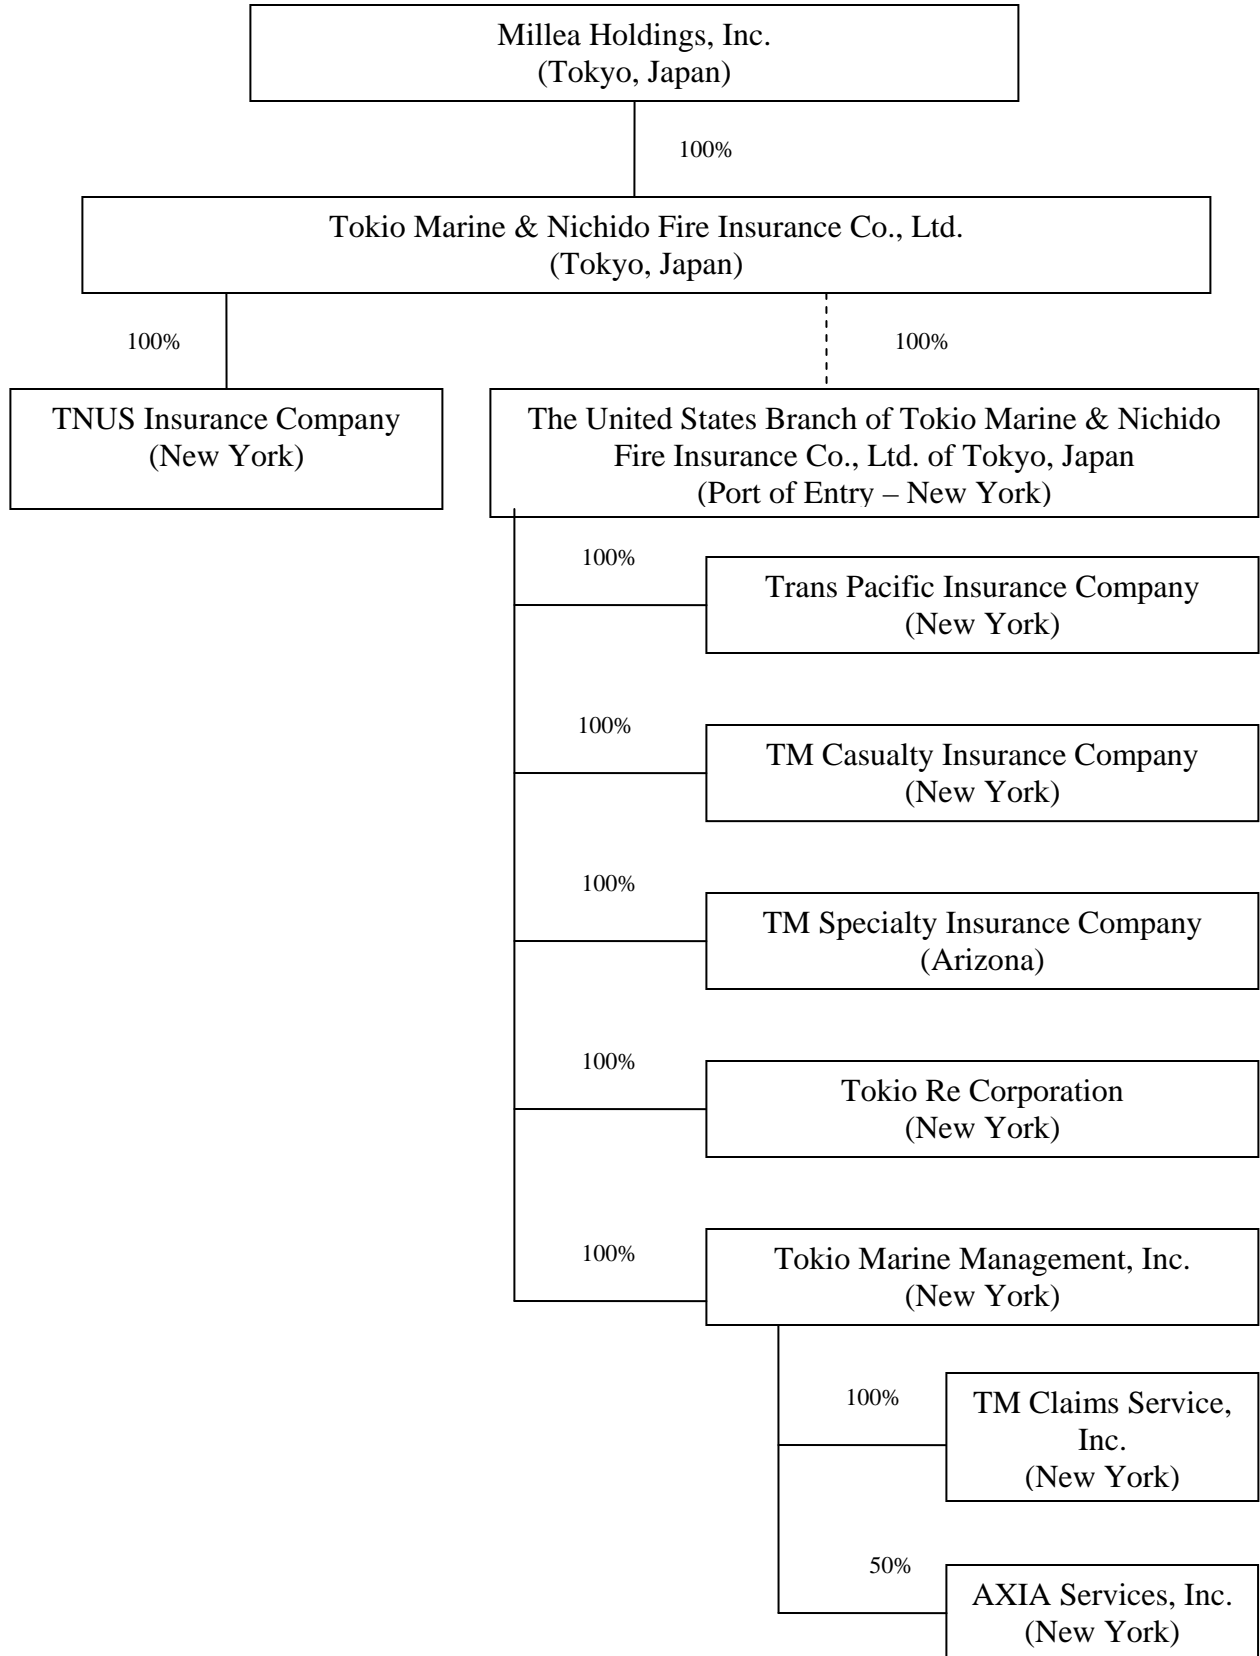 Millea Holdings, Inc.
(Tokyo, Japan)
100%
Tokio Marine & Nichido Fire Insurance Co., Ltd.
(Tokyo, Japan)
100%
100%
TNUS Insurance Company
(New York)
The United States Branch of Tokio Marine & Nichido
Fire Insurance Co., Ltd. of Tokyo, Japan
(Port of Entry – New York)
100%
Trans Pacific Insurance Company
(New York)
100%
TM Casualty Insurance Company
(New York)
100%
TM Specialty Insurance Company
(Arizona)
100%
Tokio Re Corporation
(New York)
100%
Tokio Marine Management, Inc.
(New York)
100%
TM Claims Service,
Inc.
(New York)
50%
AXIA Services, Inc.
(New York)